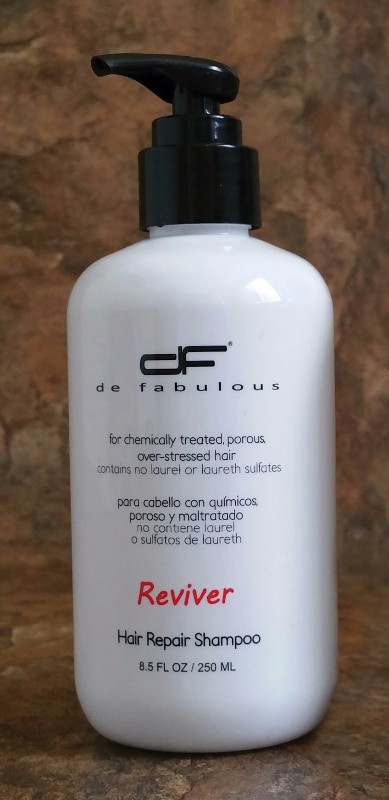 dF®
de fabulous
for chemically treated, porous,
over-stressed hair
contains no laurel or laureth sulfates
para cabello con químicos,
poroso y maltratado
no contiene laurel
o sulfatos de laureth
Reviver
Hair Repair Shampoo
8.5 FL OZ / 250 ML